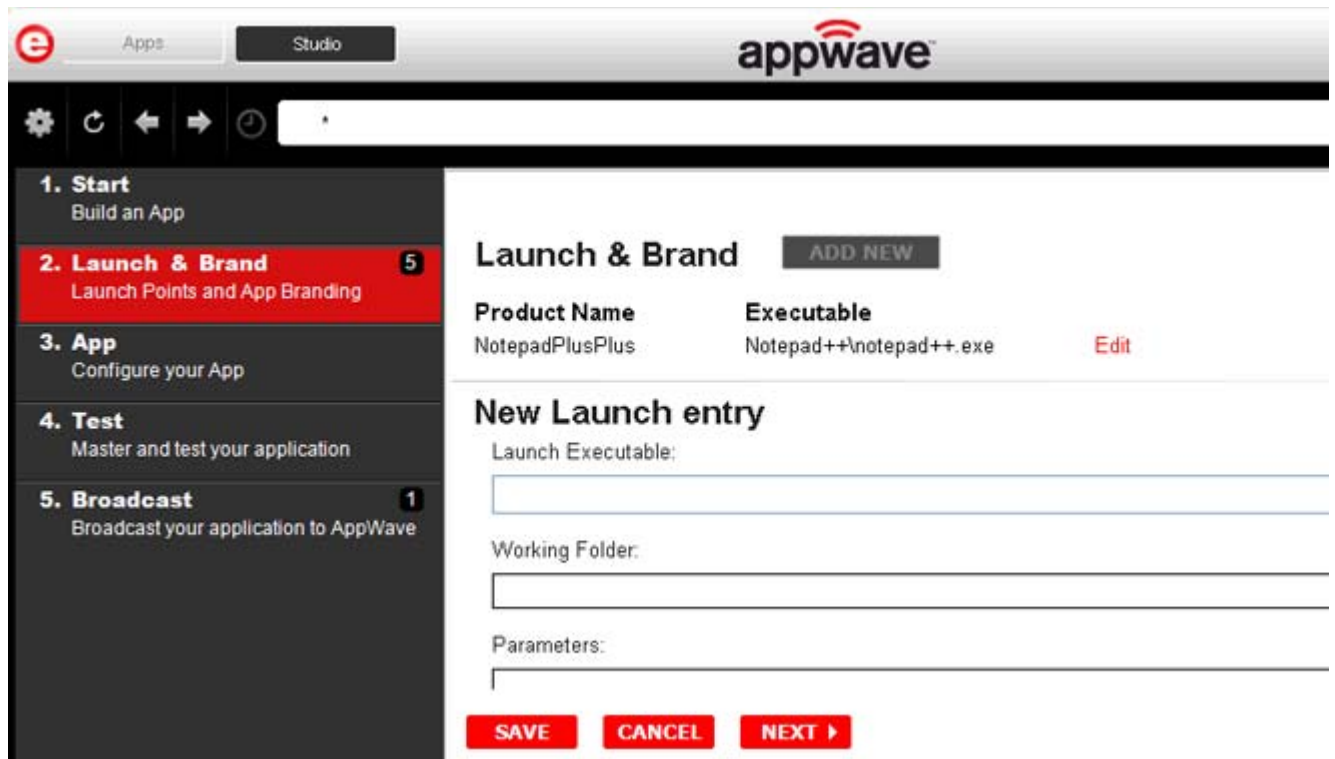 e Apps Studio appwave™
*
1. Start
Build an App
2. Launch & Brand 5
Launch Points and App Branding
3. App
Configure your App
4. Test
Master and test your application
5. Broadcast 1
Broadcast your application to AppWave
Launch & Brand ADD NEW
Product Name Executable
NotepadPlusPlus Notepad++\notepad++.exe Edit
New Launch entry
Launch Executable:
Working Folder:
Parameters:
SAVE CANCEL NEXT